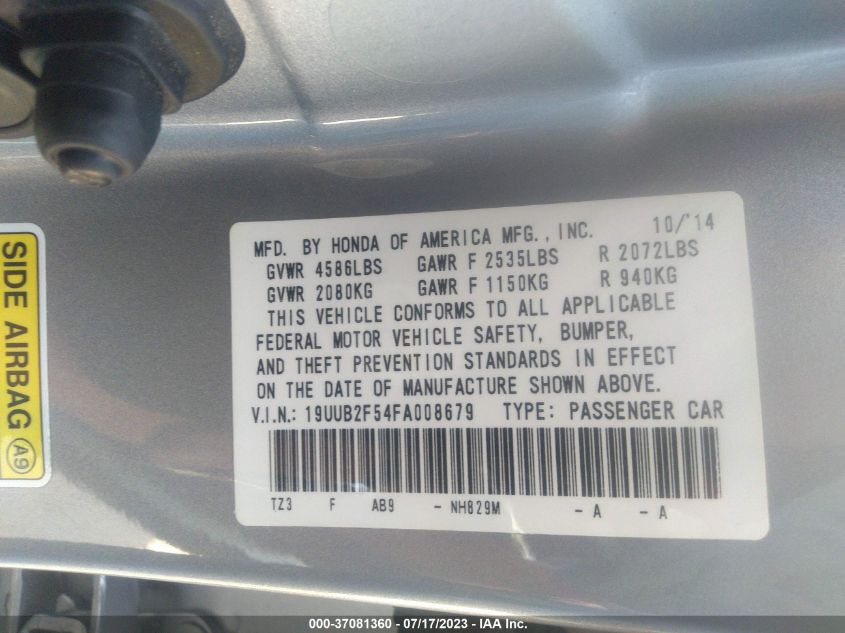 SIDE AIRBAG A9
MFD. BY HONDA OF AMERICA MFG., INC. 10/'14
GVWR 4586LBS GAWR F 2535LBS R 2072LBS
GVWR 2080KG GAWR F 1150KG R 940KG
THIS VEHICLE CONFORMS TO ALL APPLICABLE
FEDERAL MOTOR VEHICLE SAFETY, BUMPER,
AND THEFT PREVENTION STANDARDS IN EFFECT
ON THE DATE OF MANUFACTURE SHOWN ABOVE.
V.I.N.: 19UUB2F54FA008679 TYPE: PASSENGER CAR
TZ3 F AB9 - NH829M - A - A
000-37081360 - 07/17/2023 - IAA Inc.